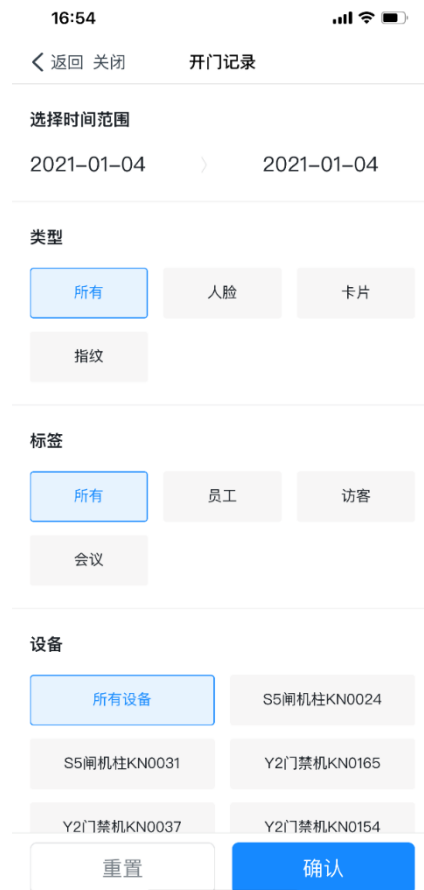 16:54
返回 关闭 开门记录
选择时间范围
2021-01-04 〉 2021-01-04
类型
所有 人脸 卡片
指纹
标签
所有 员工 访客
会议
设备
所有设备 S5闸机柱KN0024
S5闸机柱KN0031 Y2门禁机KN0165
Y2门禁机KN0037 Y2门禁机KN0154
重置 确认